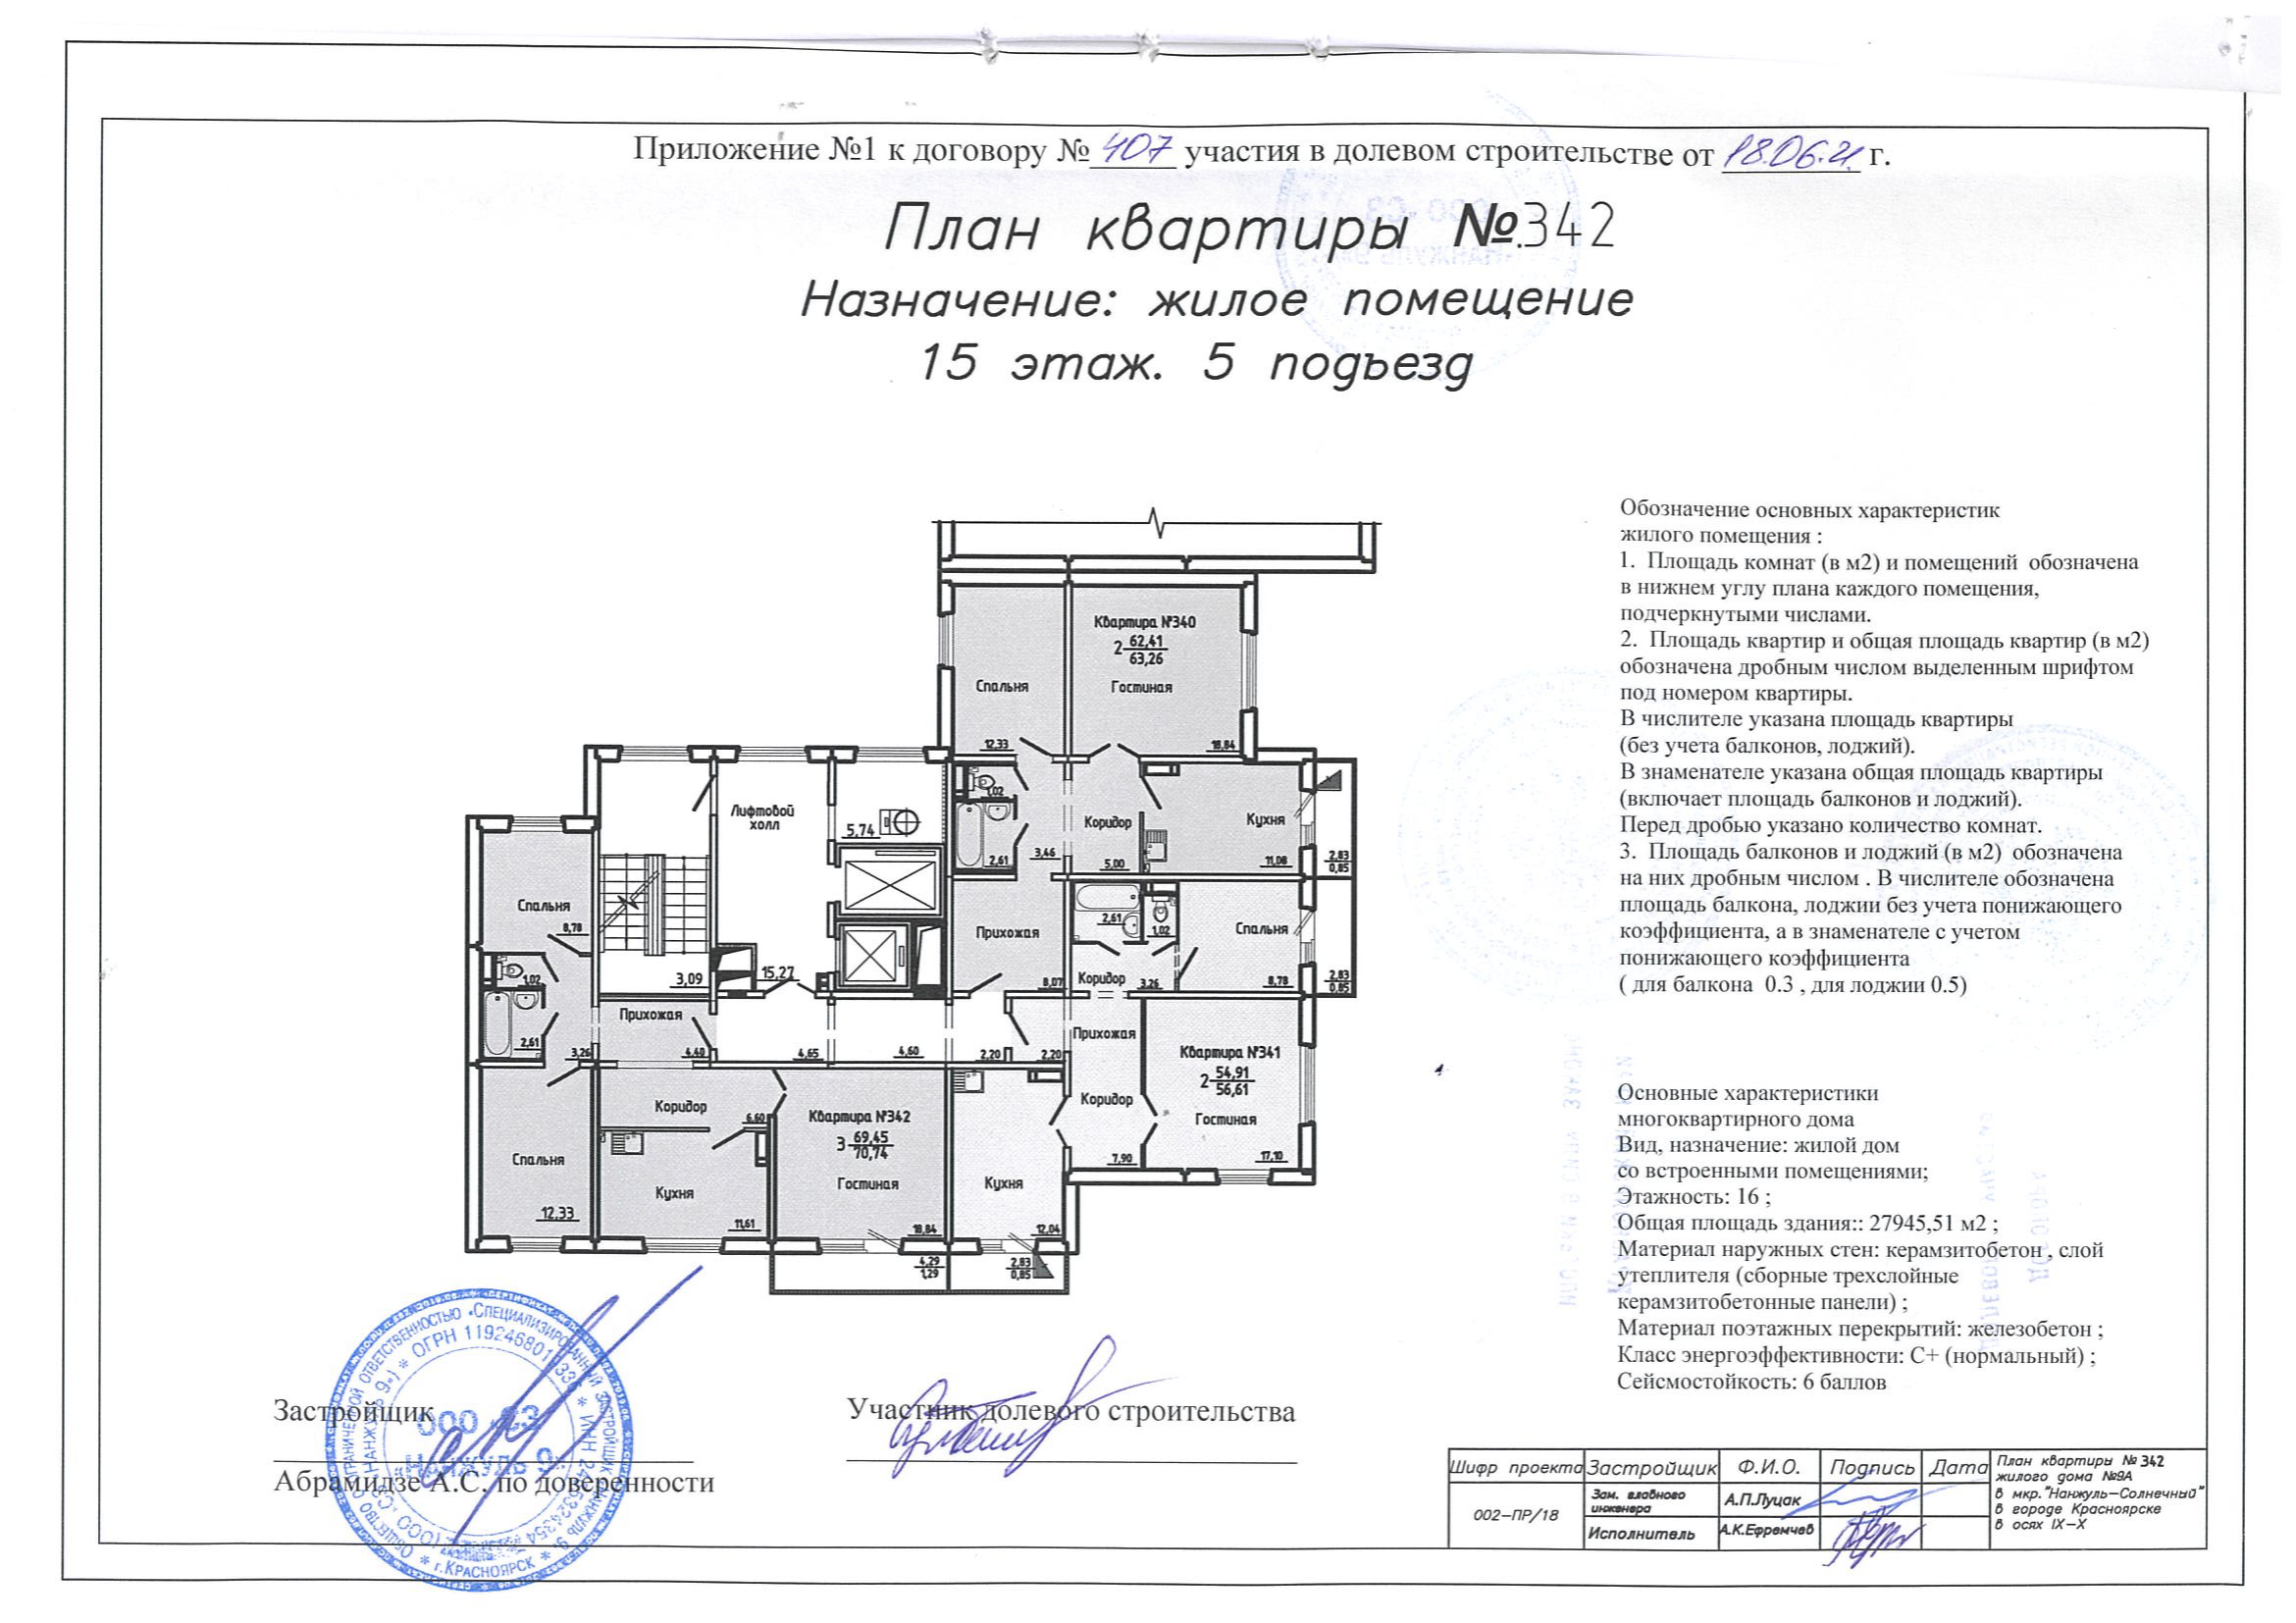 Приложение №1 к договору № 407 участия в долевом строительстве от 18.06.21 г.
План квартиры №.342
Назначение: жилое помещение
15 этаж. 5 подьезд
Обозначение основных характеристик
жилого помещения :
1. Площадь комнат (в м2) и помещений обозначена
в нижнем углу плана каждого помещения,
подчеркнутыми числами.
2. Площадь квартир и общая площадь квартир (в м2)
обозначена дробным числом выделенным шрифтом
под номером квартиры.
В числителе указана площадь квартиры
(без учета балконов, лоджий).
В знаменателе указана общая площадь квартиры
(включает площадь балконов и лоджий).
Перед дробью указано количество комнат.
3. Площадь балконов и лоджий (в м2) обозначена
на них дробным числом . В числителе обозначена
площадь балкона, лоджии без учета понижающего
коэффициента, а в знаменателе с учетом
понижающего коэффициента
( для балкона 0.3 , для лоджии 0.5)
Основные характеристики
многоквартирного дома
Вид, назначение: жилой дом
со встроенными помещениями;
Этажность: 16 ;
Общая площадь здания:: 27945,51 м2 ;
Материал наружных стен: керамзитобетон , слой
утеплителя (сборные трехслойные
керамзитобетонные панели) ;
Материал поэтажных перекрытий: железобетон ;
Класс энергоэффективности: С+ (нормальный) ;
Сейсмостойкость: 6 баллов
Квартира №340
2 62,41
63,26
Спальня
Гостиная
12,33
18,84
1,02
Лифтовой
холл
5,74
Коридор
Кухня
2,61
3,46
5,00
11,08
2,83
0,85
Спальня
8,78
Прихожая
2,61
1,02
Спальня
3,09
15,27
8,07
Коридор
3,26
8,78
2,83
0,85
1,02
Прихожая
2,61
3,26
4,40
4,65
4,60
2,20
2,20
Прихожая
Квартира №341
2 54,91
56,61
Коридор
6,60
Квартира №342
3 69,45
70,74
Коридор
Гостиная
Спальня
7,90
17,10
Гостиная
Кухня
Кухня
12,33
11,61
18,84
12,04
4,29
1,29
2,83
0,85
Застройщик
Абрамидзе А.С. по доверенности
Участник долевого строительства
ООО «СЗ
«Нанжуль 9»
Общество с ограниченной ответственностью «Специализированный застройщик «Нанжуль 9»
г.Красноярск
(ООО «СЗ «Нанжуль 9»)
Шифр проекта Застройщик Ф.И.О. Подпись Дата
002-ПР/18
Зам. главного
инженера
А.П.Луцак
Исполнитель
А.К.Ефремчев
План квартиры № 342
жилого дома №9А
в мкр."Нанжуль-Солнечный"
в городе Красноярске
в осях IX-X